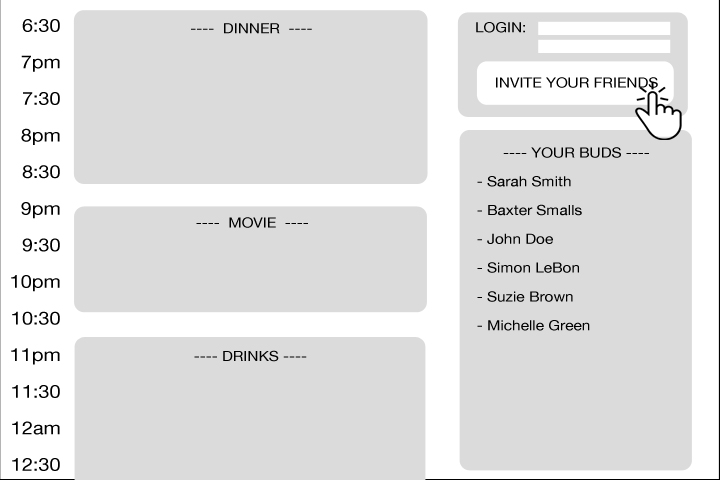 6:30
7pm
7:30
8pm
8:30
9pm
9:30
10pm
10:30
11pm
11:30
12am
12:30
---- DINNER ----
---- MOVIE ----
---- DRINKS ----
LOGIN:
INVITE YOUR FRIENDS
---- YOUR BUDS ----
- Sarah Smith
- Baxter Smalls
- John Doe
- Simon LeBon
- Suzie Brown
- Michelle Green